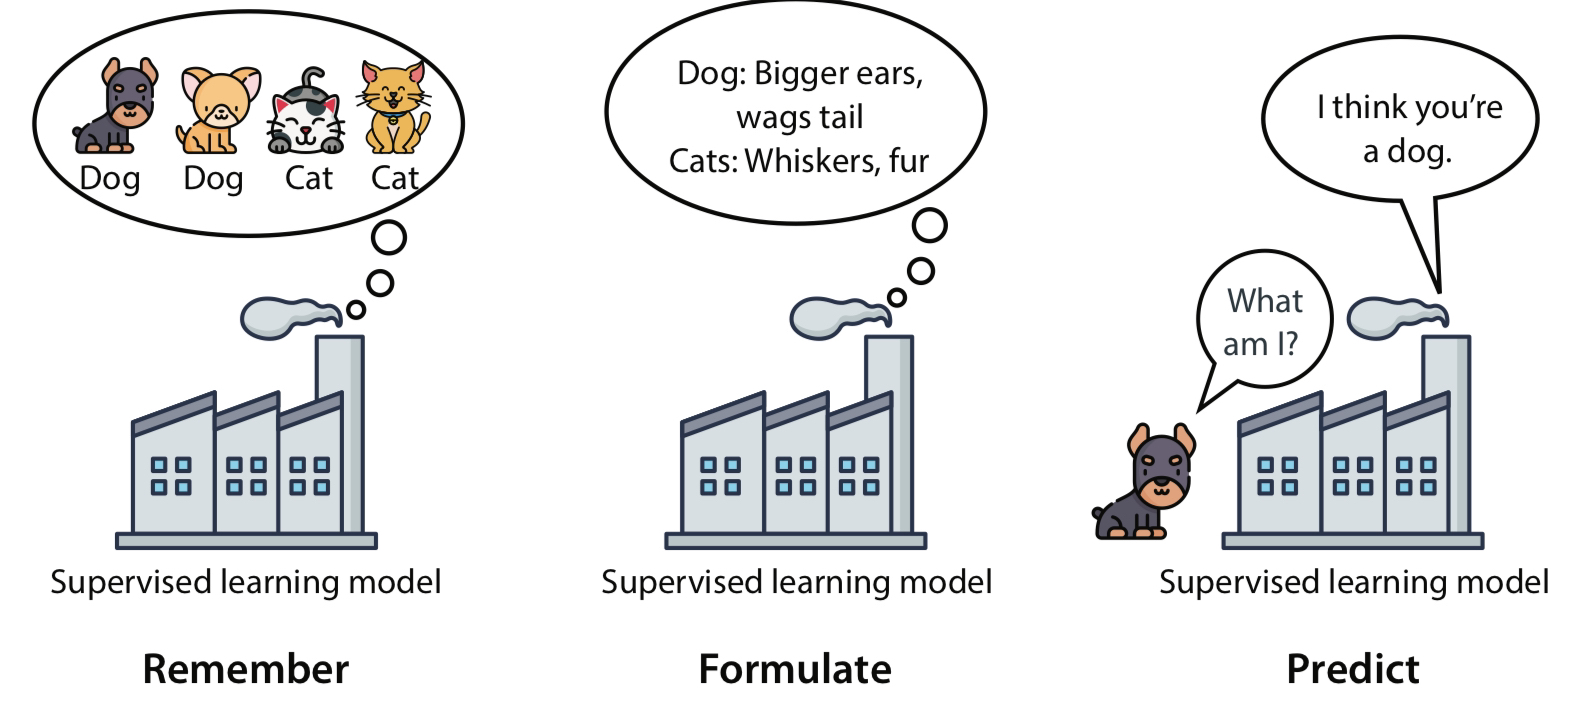 Dog
Dog
Cat
Cat
Supervised learning model
Remember
Dog: Bigger ears,
wags tail
Cats: Whiskers, fur
Supervised learning model
Formulate
What
am I?
I think you’re
a dog.
Supervised learning model
Predict